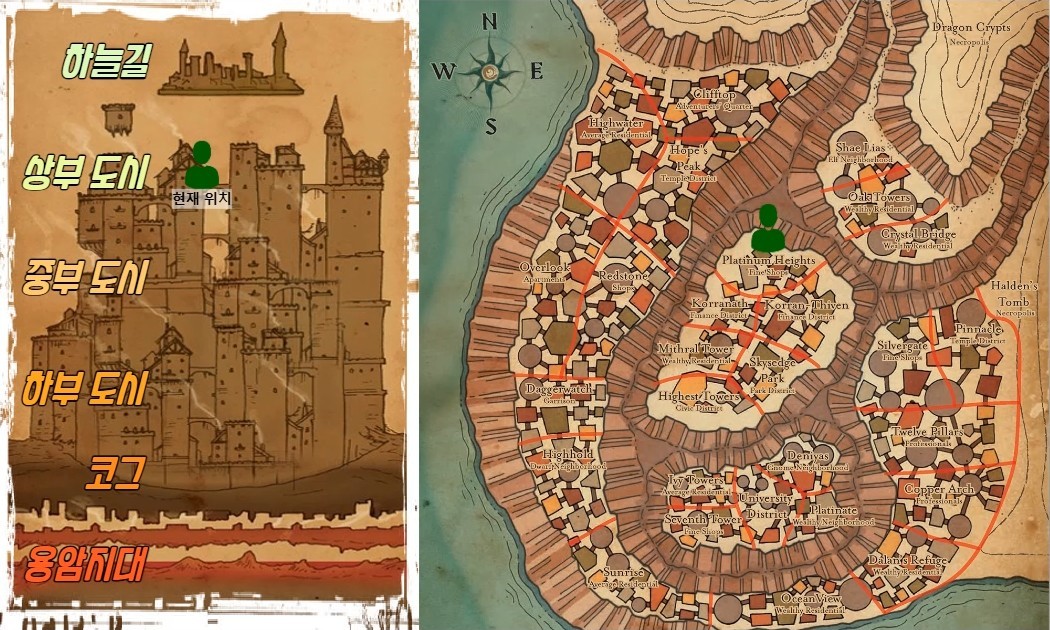 하늘길
상부 도시
현재 위치
중부 도시
하부 도시
코그
용암지대
N
W
E
S
Dragon Crypts
Necropolis
Clifftop
Adventurers' Quarter
Highwater
Average Residential
Hope's
Peak
Temple District
Shae Lias
Elf Neighborhood
Oak Towers
Wealthy Residential
Crystal Bridge
Wealthy Residential
Platinum Heights
Fine Shops
Overlook
Apartments
Redstone
Shops
Korranath
Finance District
Korran-Thiven
Finance District
Halden's
Tomb
Necropolis
Pinnacle
Temple District
Silvergate
Fine Shops
Mithral Tower
Wealthy Residential
Skysedge
Park
Park District
Daggerwatch
Garrison
Highest Towers
Civic District
Twelve Pillars
Professionals
Highhold
Dwarf Neighborhood
Deniyas
Gnome Neighborhood
Ivy Towers
Average Residential
University
District
Copper Arch
Professionals
Platinate
Wealthy Neighborhood
Seventh Tower
Fine Shops
Sunrise
Average Residential
Dalan's Refuge
Wealthy Residential
Ocean View
Wealthy Residential